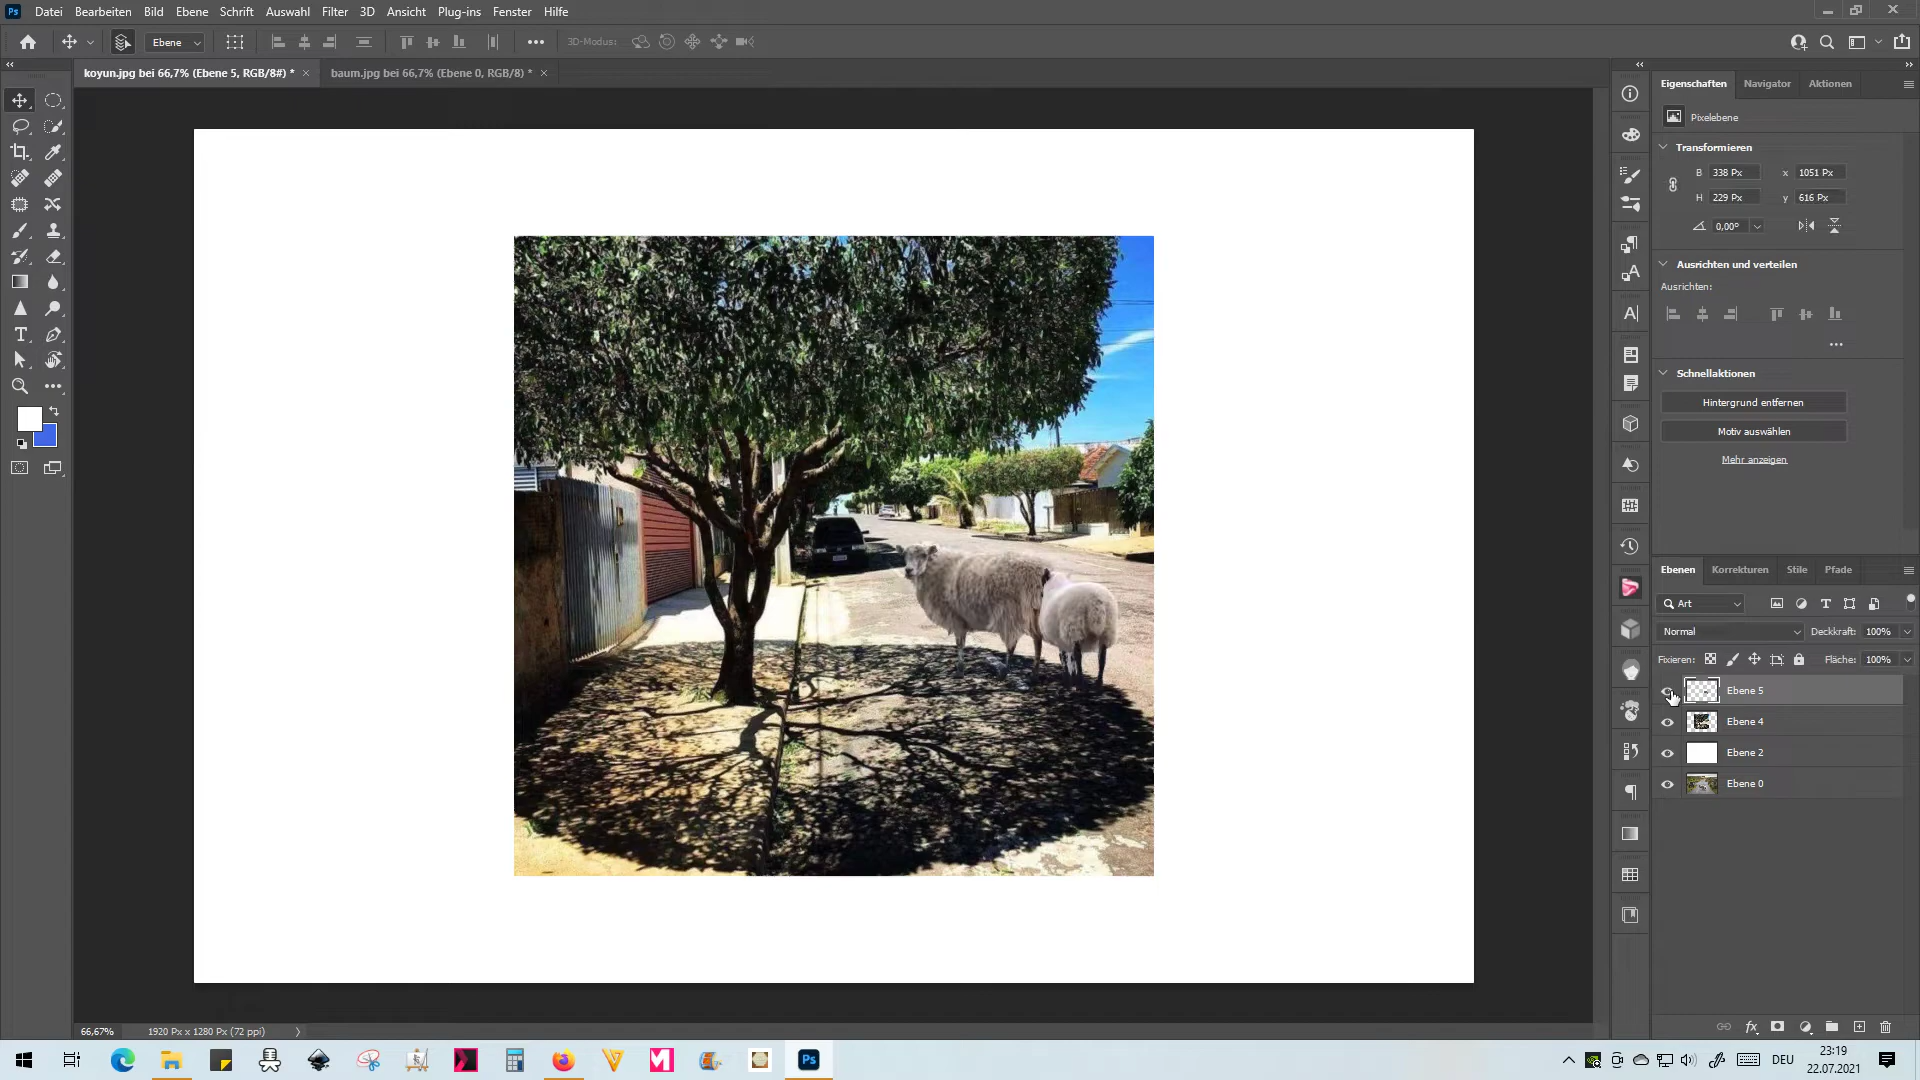 Ps Datei Bearbeiten Bild Ebene Schrift Auswahl Filter 3D Ansicht Plug-ins Fenster Hilfe
Ebene 3D-Modus:
koyun.jpg bei 66,7% (Ebene 5, RGB/8#) * × baum.jpg bei 66,7% (Ebene 0, RGB/8) * ×
Eigenschaften Navigator Aktionen
Pixelebene
Transformieren
B 338 Px x 1051 Px
H 229 Px y 616 Px
0,00°
Ausrichten und verteilen
Ausrichten:
Schnellaktionen
Hintergrund entfernen
Motiv auswählen
Mehr anzeigen
Ebenen Korrekturen Stile Pfade
Art
Normal Deckkraft: 100%
Fixieren: Fläche: 100%
Ebene 5
Ebene 4
Ebene 2
Ebene 0
fx
66,67% 1920 Px x 1280 Px (72 ppi)
Ps DEU 23:19
22.07.2021